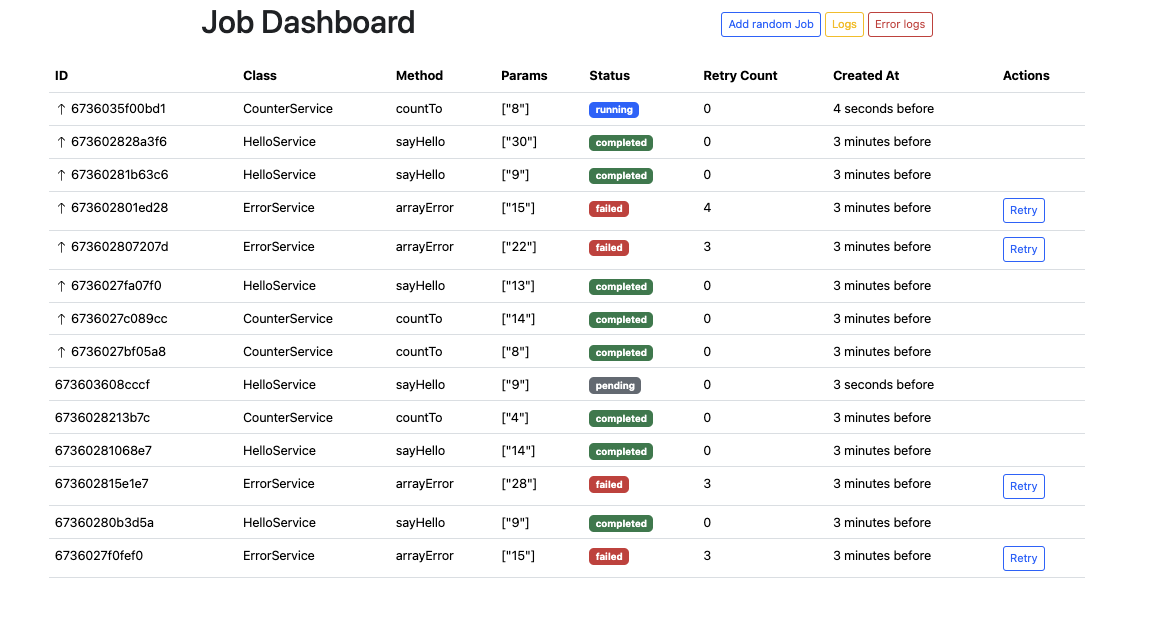 Job Dashboard
Add random Job Logs Error logs
ID Class Method Params Status Retry Count Created At Actions
↑ 6736035f00bd1 CounterService countTo ["8"] running 0 4 seconds before
↑ 673602828a3f6 HelloService sayHello ["30"] completed 0 3 minutes before
↑ 67360281b63c6 HelloService sayHello ["9"] completed 0 3 minutes before
↑ 673602801ed28 ErrorService arrayError ["15"] failed 4 3 minutes before Retry
↑ 673602807207d ErrorService arrayError ["22"] failed 3 3 minutes before Retry
↑ 6736027fa07f0 HelloService sayHello ["13"] completed 0 3 minutes before
↑ 6736027c089cc CounterService countTo ["14"] completed 0 3 minutes before
↑ 6736027bf05a8 CounterService countTo ["8"] completed 0 3 minutes before
673603608cccf HelloService sayHello ["9"] pending 0 3 seconds before
6736028213b7c CounterService countTo ["4"] completed 0 3 minutes before
67360281068e7 HelloService sayHello ["14"] completed 0 3 minutes before
673602815e1e7 ErrorService arrayError ["28"] failed 3 3 minutes before Retry
67360280b3d5a HelloService sayHello ["9"] completed 0 3 minutes before
6736027f0fef0 ErrorService arrayError ["15"] failed 3 3 minutes before Retry